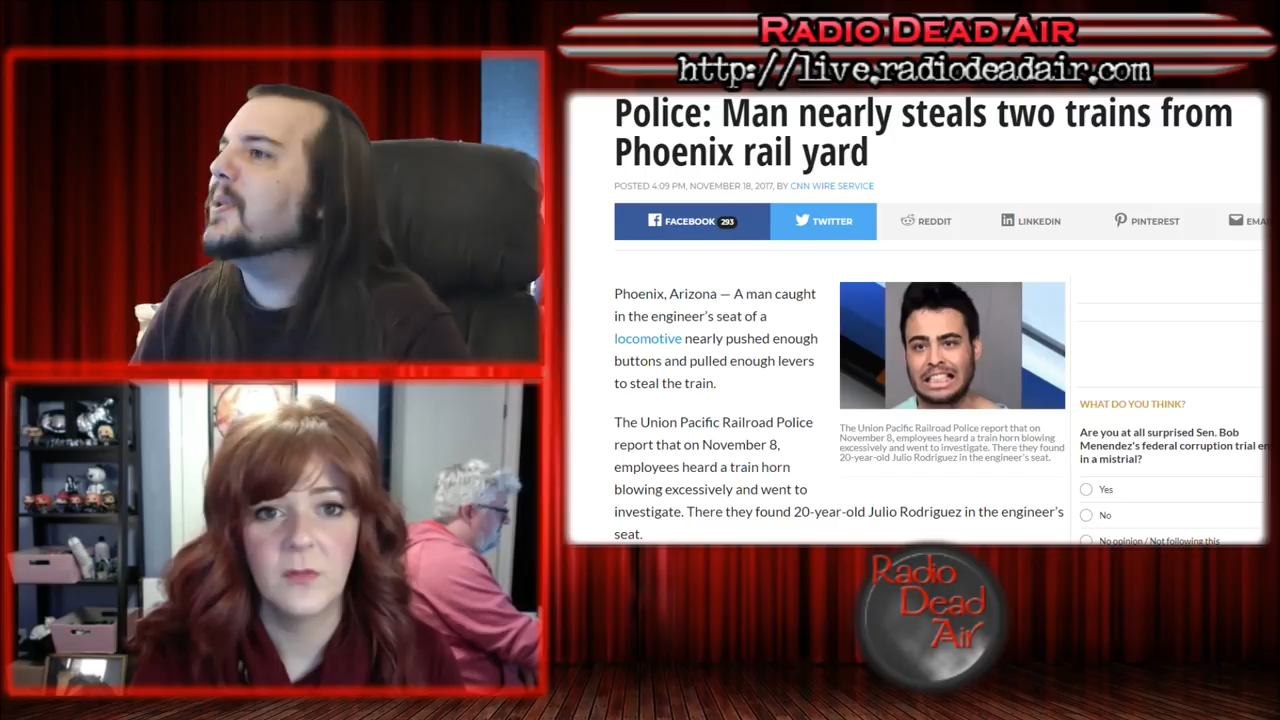 RADIO DEAD AIR
http://live.radiodeadair.com
Police: Man nearly steals two trains from
Phoenix rail yard
POSTED 4:09 PM, NOVEMBER 18, 2017, BY CNN WIRE SERVICE
FACEBOOK 293
TWITTER
REDDIT
LINKEDIN
PINTEREST
EMAI
Phoenix, Arizona — A man caught
in the engineer's seat of a
locomotive nearly pushed enough
buttons and pulled enough levers
to steal the train.
The Union Pacific Railroad Police
report that on November 8,
employees heard a train horn
blowing excessively and went to
investigate. There they found 20-year-old Julio Rodriguez in the engineer's
seat.
The Union Pacific Railroad Police report that on
November 8, employees heard a train horn blowing
excessively and went to investigate. There they found
20-year-old Julio Rodriguez in the engineer's seat.
WHAT DO YOU THINK?
Are you at all surprised Sen. Bob
Menendez's federal corruption trial en
in a mistrial?
Yes
No
No opinion / Not following this
Radio
Dead
Air